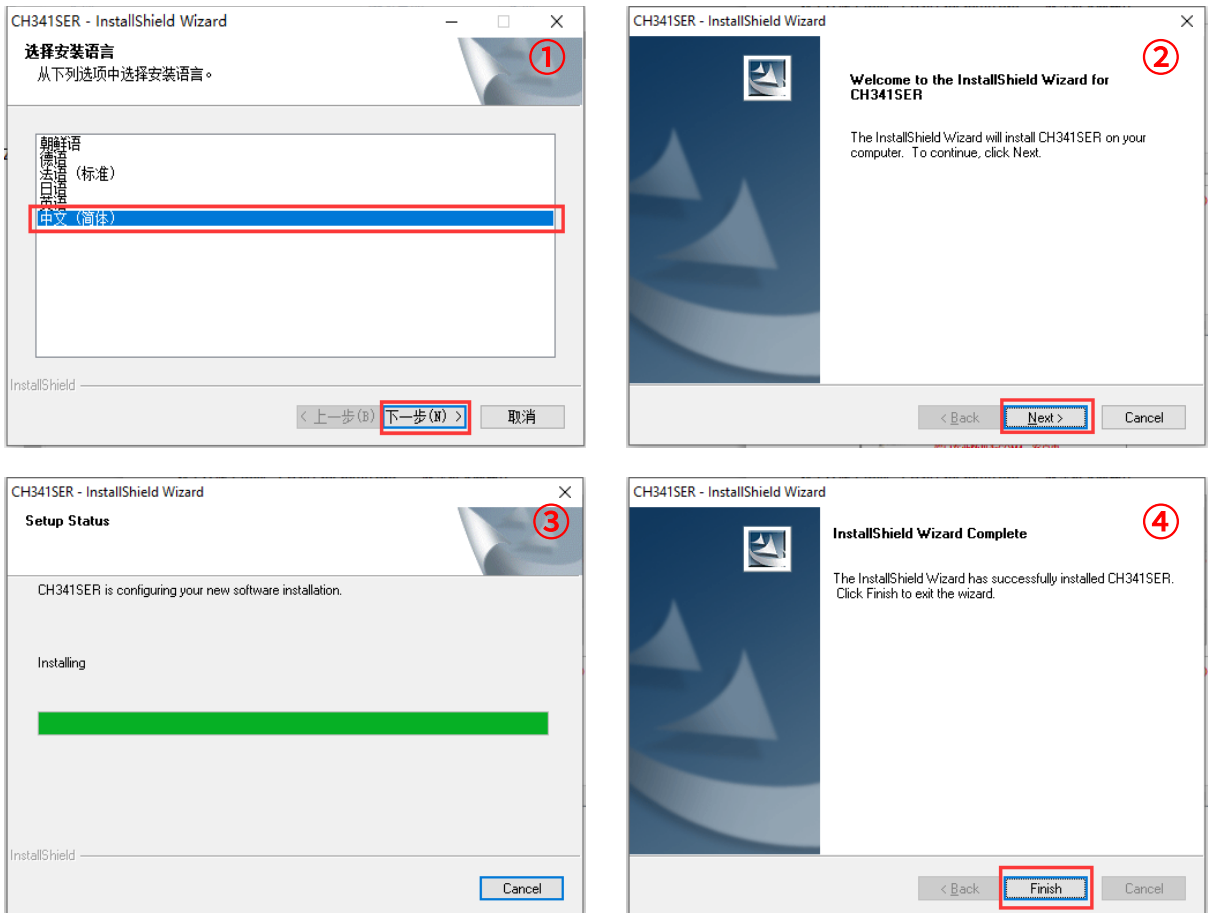 CH341SER - InstallShield Wizard
①
选择安装语言
从下列选项中选择安装语言。
朝鲜语
德语
法语（标准）
日语
英语
中文（简体）
InstallShield
< 上一步(B)
下一步(N) >
取消
CH341SER - InstallShield Wizard
②
Welcome to the InstallShield Wizard for
CH341SER
The InstallShield Wizard will install CH341SER on your
computer. To continue, click Next.
< Back
Next >
Cancel
CH341SER - InstallShield Wizard
③
Setup Status
CH341SER is configuring your new software installation.
Installing
InstallShield
Cancel
CH341SER - InstallShield Wizard
④
InstallShield Wizard Complete
The InstallShield Wizard has successfully installed CH341SER.
Click Finish to exit the wizard.
< Back
Finish
Cancel